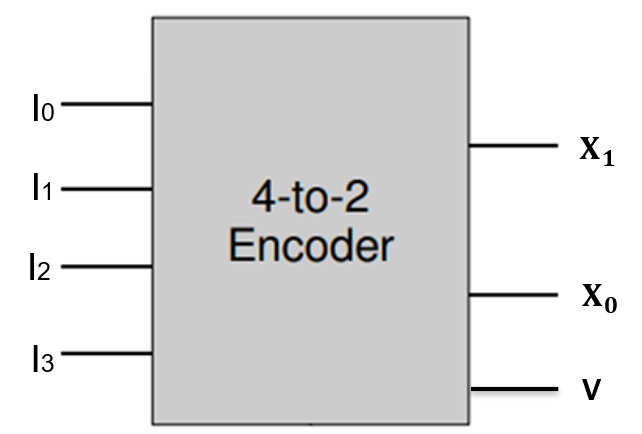 I0
I1
I2
I3
4-to-2
Encoder
X1
X0
V